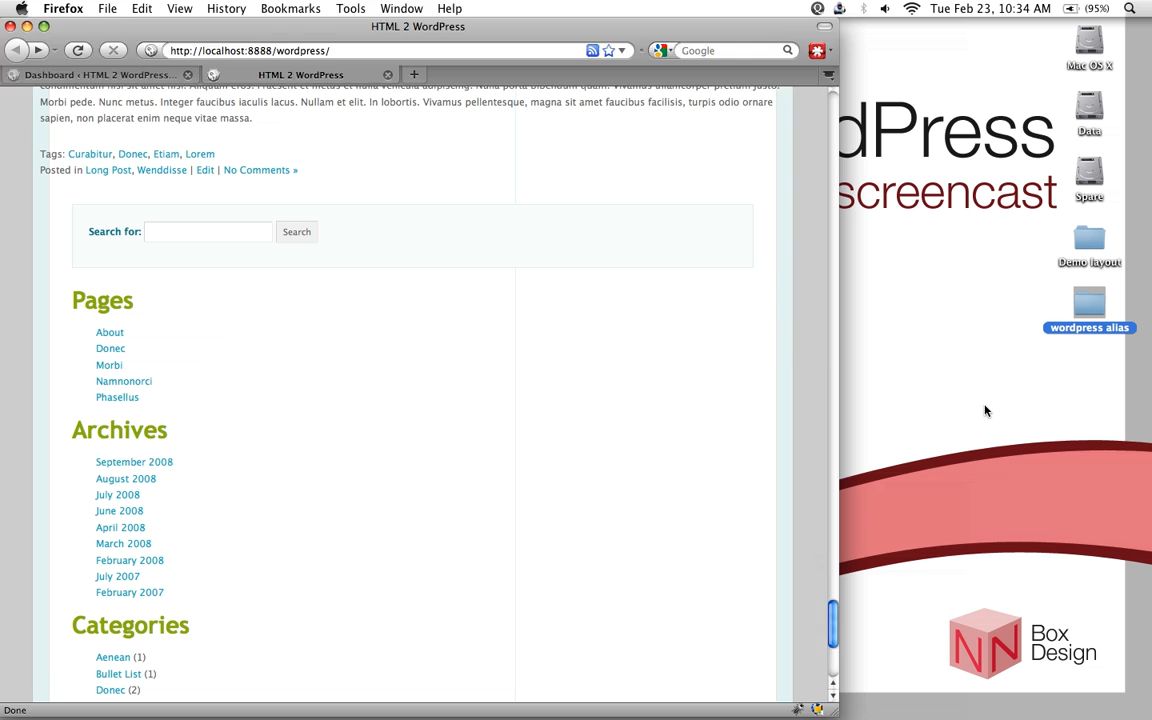 Firefox File Edit View History Bookmarks Tools Window Help
Tue Feb 23, 10:34 AM (95%)
HTML 2 WordPress
http://localhost:8888/wordpress/
Google
Dashboard ‹ HTML 2 WordPress...
HTML 2 WordPress
Morbi pede. Nunc metus. Integer faucibus iaculis lacus. Nullam et elit. In lobortis. Vivamus pellentesque, magna sit amet faucibus facilisis, turpis odio ornare
sapien, non placerat enim neque vitae massa.
Tags: Curabitur, Donec, Etiam, Lorem
Posted in Long Post, Wenddisse | Edit | No Comments »
Search for:
Search
Pages
About
Donec
Morbi
Namnonorci
Phasellus
Archives
September 2008
August 2008
July 2008
June 2008
April 2008
March 2008
February 2008
July 2007
February 2007
Categories
Aenean (1)
Bullet List (1)
Donec (2)
Done
dPress
screencast
Mac OS X
Data
Spare
Demo layout
wordpress alias
NN
Box
Design